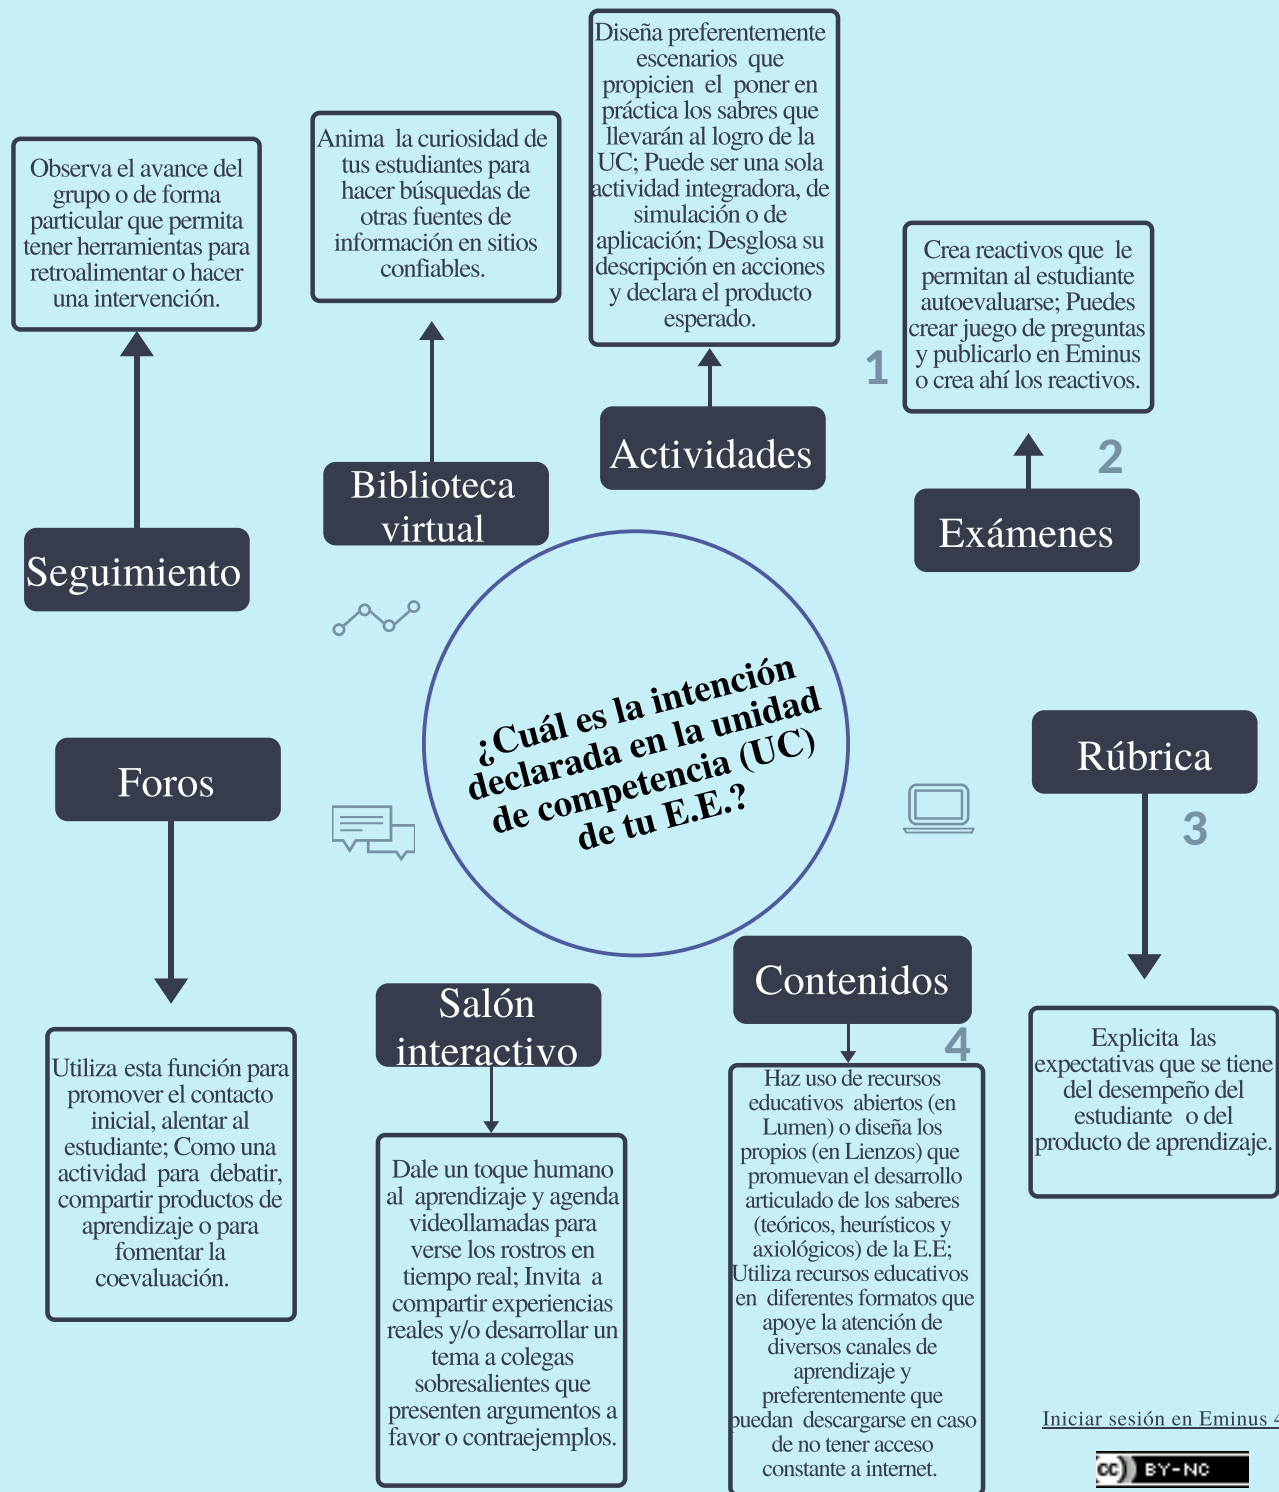 Diseña preferentemente
escenarios que
propicien el poner en
práctica los sabres que
llevarán al logro de la
UC; Puede ser una sola
actividad integradora, de
simulación o de
aplicación; Desglosa su
descripción en acciones
y declara el producto
esperado.
Anima la curiosidad de
tus estudiantes para
hacer búsquedas de
otras fuentes de
información en sitios
confiables.
Observa el avance del
grupo o de forma
particular que permita
tener herramientas para
retroalimentar o hacer
una intervención.
Crea reactivos que le
permitan al estudiante
autoevaluarse; Puedes
crear juego de preguntas
y publicarlo en Eminus
o crea ahí los reactivos.
1
Actividades
2
Biblioteca
virtual
Exámenes
Seguimiento
¿Cuál es la intención
declarada en la unidad
de competencia (UC)
de tu E.E.?
Foros
Rúbrica
3
Salón
interactivo
Contenidos
4
Utiliza esta función para
promover el contacto
inicial, alentar al
estudiante; Como una
actividad para debatir,
compartir productos de
aprendizaje o para
fomentar la
coevaluación.
Dale un toque humano
al aprendizaje y agenda
videollamadas para
verse los rostros en
tiempo real; Invita a
compartir experiencias
reales y/o desarrollar un
tema a colegas
sobresalientes que
presenten argumentos a
favor o contraejemplos.
Haz uso de recursos
educativos abiertos (en
Lumen) o diseña los
propios (en Lienzos) que
promuevan el desarrollo
articulado de los saberes
(teóricos, heurísticos y
axiológicos) de la E.E;
Utiliza recursos educativos
en diferentes formatos que
apoye la atención de
diversos canales de
aprendizaje y
preferentemente que
puedan descargarse en caso
de no tener acceso
constante a internet.
Explicita las
expectativas que se tiene
del desempeño del
estudiante o del
producto de aprendizaje.
Iniciar sesión en Eminus 4
cc BY-NC